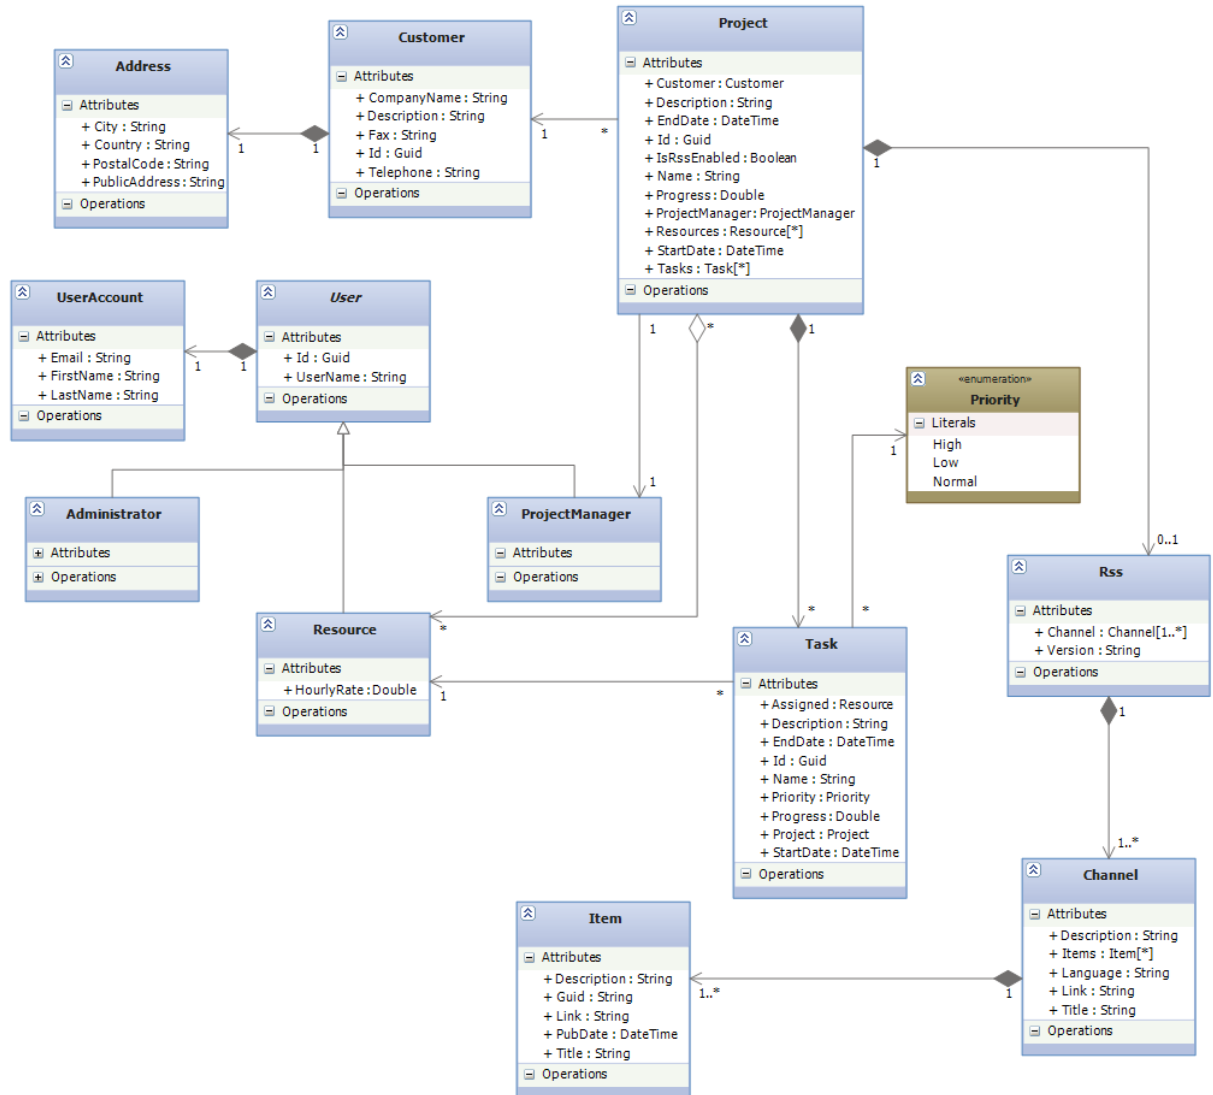 Project
Attributes
+ Customer : Customer
+ Description : String
+ EndDate : DateTime
+ Id : Guid
+ IsRssEnabled : Boolean
+ Name : String
+ Progress : Double
+ ProjectManager : ProjectManager
+ Resources : Resource[*]
+ StartDate : DateTime
+ Tasks : Task[*]
Operations
Customer
Attributes
+ CompanyName : String
+ Description : String
+ Fax : String
+ Id : Guid
+ Telephone : String
Operations
Address
Attributes
+ City : String
+ Country : String
+ PostalCode : String
+ PublicAddress : String
Operations
1
1
1
*
1
UserAccount
Attributes
+ Email : String
+ FirstName : String
+ LastName : String
Operations
User
Attributes
+ Id : Guid
+ UserName : String
Operations
1
1
1
*
1
«enumeration»
Priority
Literals
High
Low
Normal
1
Administrator
Attributes
Operations
ProjectManager
Attributes
Operations
1
0..1
Rss
Attributes
+ Channel : Channel[1..*]
+ Version : String
Operations
Resource
Attributes
+ HourlyRate : Double
Operations
*
*
*
1
*
Task
Attributes
+ Assigned : Resource
+ Description : String
+ EndDate : DateTime
+ Id : Guid
+ Name : String
+ Priority : Priority
+ Progress : Double
+ Project : Project
+ StartDate : DateTime
Operations
1
1..*
Channel
Attributes
+ Description : String
+ Items : Item[*]
+ Language : String
+ Link : String
+ Title : String
Operations
Item
Attributes
+ Description : String
+ Guid : String
+ Link : String
+ PubDate : DateTime
+ Title : String
Operations
1..*
1